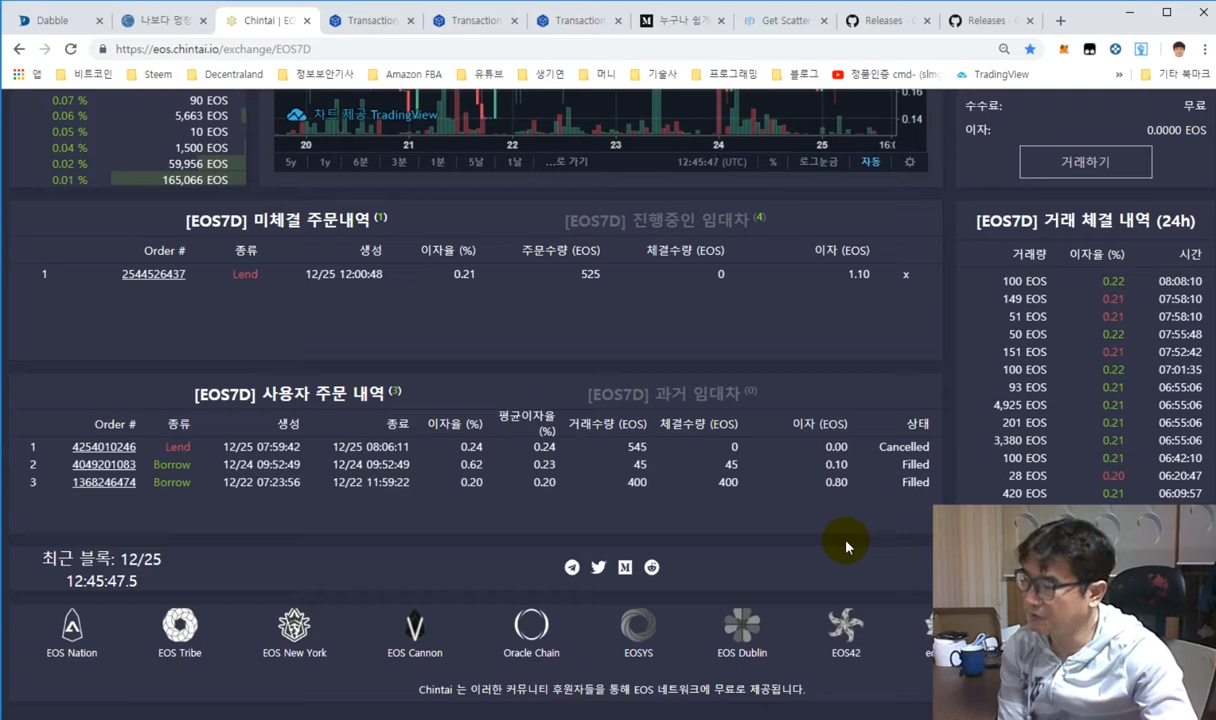 Dabble
나보다 멍청
Chintai | EO
Transaction
Transaction
Transaction
누구나 쉽게
Get Scatter
Releases · 
Releases · 
https://eos.chintai.io/exchange/EOS7D
앱 비트코인 Steem Decentraland 정보보안기사 Amazon FBA 유튜브 생기연 머니 기술사 프로그래밍 블로그 정품인증 cmd- (slmg TradingView » 기타 북마크
0.07 % 90 EOS
0.06 % 5,663 EOS
0.05 % 10 EOS
0.04 % 1,500 EOS
0.02 % 59,956 EOS
0.01 % 165,066 EOS
차트 제공 TradingView
0.16
0.14
20 21 22 23 24 25 16:0
5y 1y 6분 3분 1분 5날 1날 ...로 가기 12:45:47 (UTC) % 로그눈금 자동
수수료: 무료
이자: 0.0000 EOS
거래하기
[EOS7D] 미체결 주문내역 (1)
[EOS7D] 진행중인 임대차 (4)
Order # 종류 생성 이자율 (%) 주문수량 (EOS) 체결수량 (EOS) 이자 (EOS)
1 2544526437 Lend 12/25 12:00:48 0.21 525 0 1.10 x
[EOS7D] 사용자 주문 내역 (3)
[EOS7D] 과거 임대차 (0)
Order # 종류 생성 종료 이자율 (%) 평균이자율 (%) 거래수량 (EOS) 체결수량 (EOS) 이자 (EOS) 상태
1 4254010246 Lend 12/25 07:59:42 12/25 08:06:11 0.24 0.24 545 0 0.00 Cancelled
2 4049201083 Borrow 12/24 09:52:49 12/24 09:52:49 0.62 0.23 45 45 0.10 Filled
3 1368246474 Borrow 12/22 07:23:56 12/22 11:59:22 0.20 0.20 400 400 0.80 Filled
[EOS7D] 거래 체결 내역 (24h)
거래량 이자율 (%) 시간
100 EOS 0.22 08:08:10
149 EOS 0.21 07:58:10
51 EOS 0.21 07:58:10
50 EOS 0.22 07:55:48
151 EOS 0.21 07:52:42
100 EOS 0.22 07:01:35
93 EOS 0.21 06:55:06
4,925 EOS 0.21 06:55:06
201 EOS 0.21 06:55:06
3,380 EOS 0.21 06:55:06
100 EOS 0.21 06:42:10
28 EOS 0.20 06:20:47
420 EOS 0.21 06:09:57
최근 블록: 12/25
12:45:47.5
EOS Nation
EOS Tribe
EOS New York
EOS Cannon
Oracle Chain
EOSYS
EOS Dublin
EOS42
Chintai 는 이러한 커뮤니티 후원자들을 통해 EOS 네트워크에 무료로 제공됩니다.